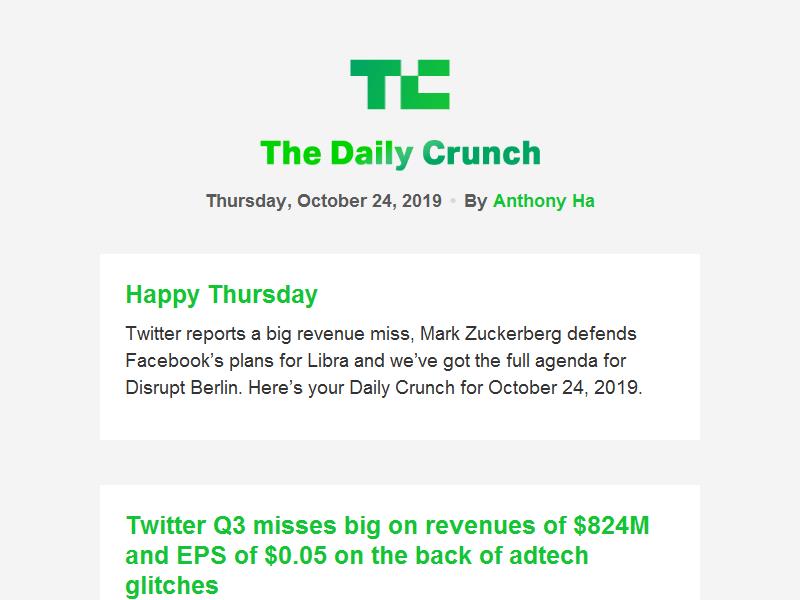 TC
The Daily Crunch
Thursday, October 24, 2019 • By Anthony Ha
Happy Thursday
Twitter reports a big revenue miss, Mark Zuckerberg defends
Facebook’s plans for Libra and we’ve got the full agenda for
Disrupt Berlin. Here’s your Daily Crunch for October 24, 2019.
Twitter Q3 misses big on revenues of $824M
and EPS of $0.05 on the back of adtech
glitches